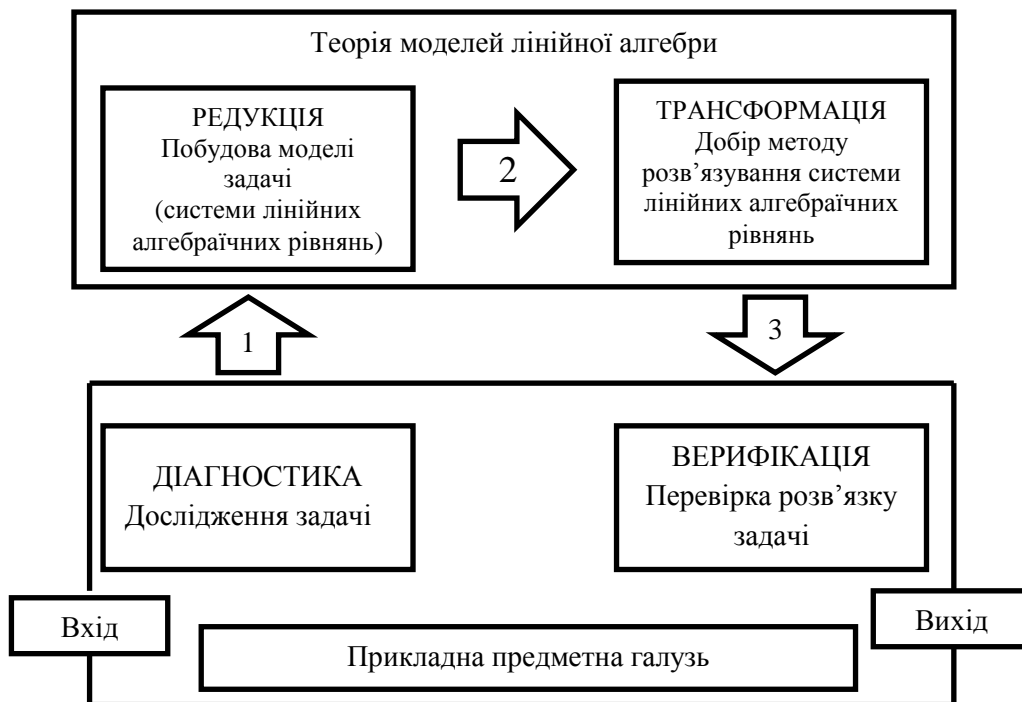 Теорія моделей лінійної алгебри
РЕДУКЦІЯ
Побудова моделі
задачі
(системи лінійних
алгебраїчних рівнянь)
2
ТРАНСФОРМАЦІЯ
Добір методу
розв’язування системи
лінійних алгебраїчних
рівнянь
1
3
ДІАГНОСТИКА
Дослідження задачі
ВЕРИФІКАЦІЯ
Перевірка розв’язку
задачі
Вхід
Прикладна предметна галузь
Вихід